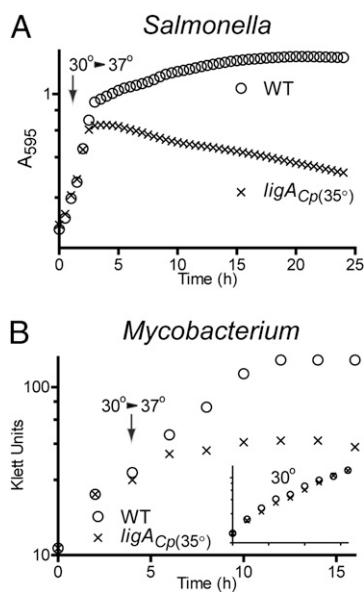 A Salmonella
30°►37°
1
WT
ligACp(35°)
A595
0 5 10 15 20 25
Time (h)
B Mycobacterium
100
30°►37°
30°
WT
ligACp(35°)
10
Klett Units
0 5 10 15
Time (h)